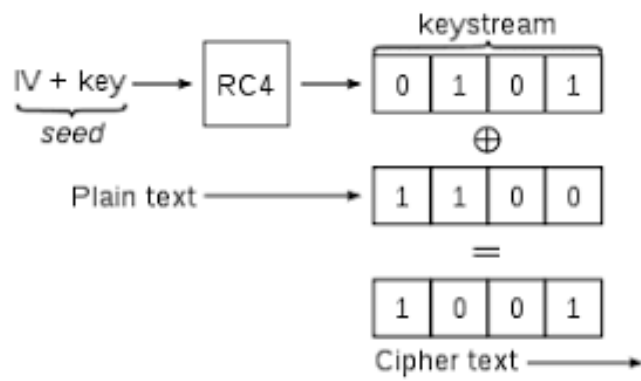 keystream
IV + key
RC4
0 1 0 1
seed
⊕
Plain text
1 1 0 0
=
1 0 0 1
Cipher text